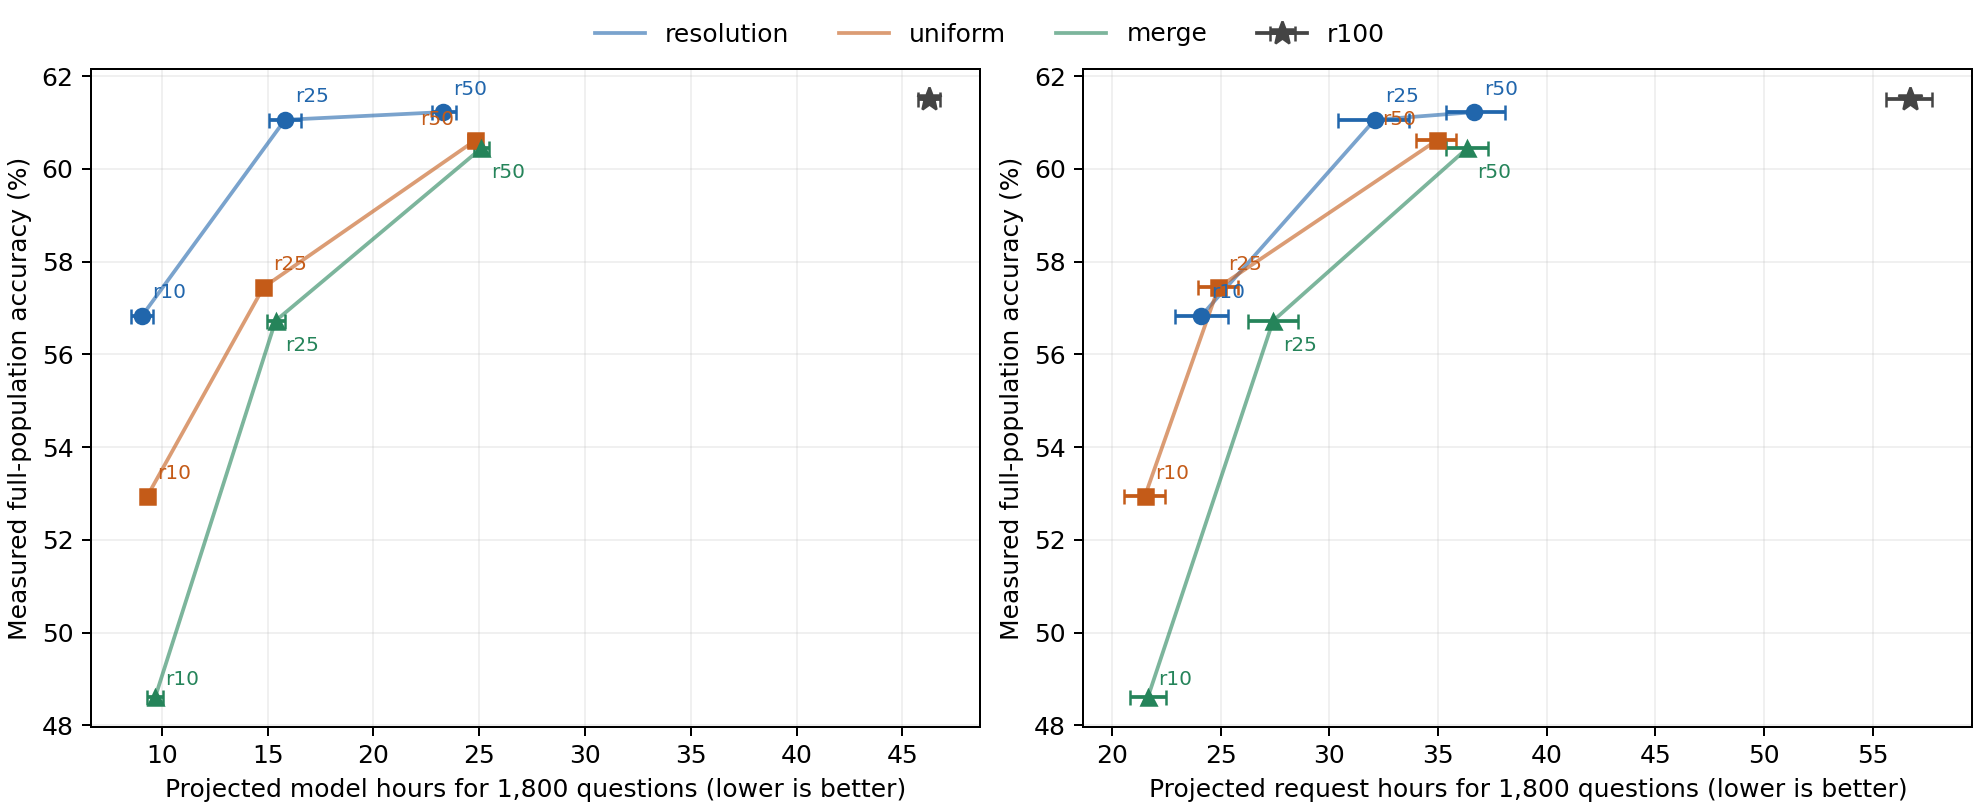 resolution uniform merge r100
Measured full-population accuracy (%)
62
60
58
56
54
52
50
48
r25
r50
r50
r50
r10
r25
r25
r10
r10
10 15 20 25 30 35 40 45
Projected model hours for 1,800 questions (lower is better)
Measured full-population accuracy (%)
62
60
58
56
54
52
50
48
r25
r50
r50
r50
r25
r10
r25
r10
r10
20 25 30 35 40 45 50 55
Projected request hours for 1,800 questions (lower is better)